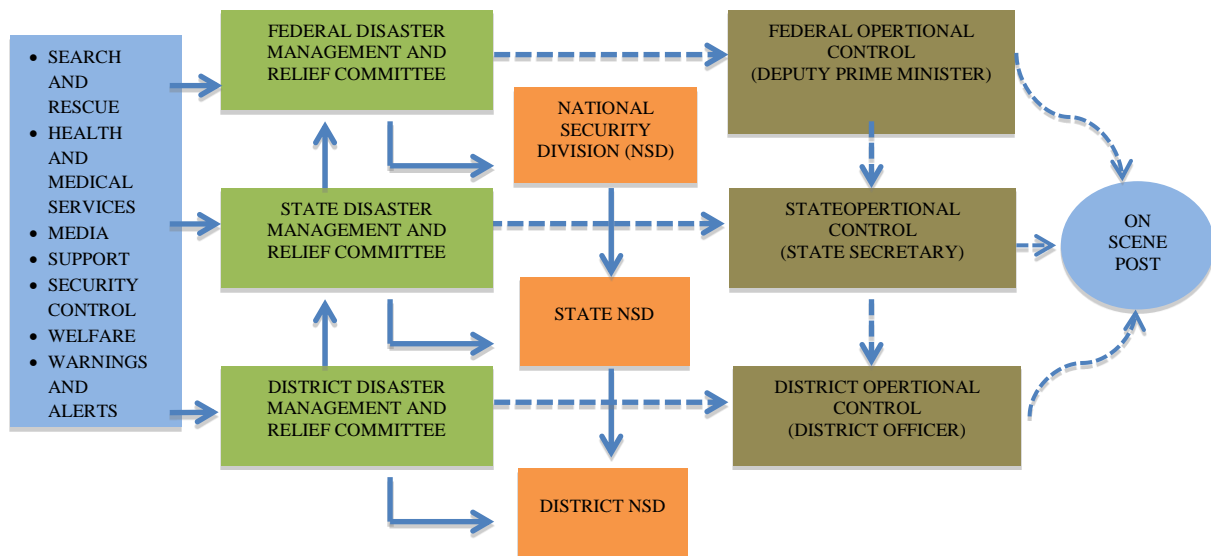 • SEARCH
AND
RESCUE
• HEALTH
AND
MEDICAL
SERVICES
• MEDIA
• SUPPORT
• SECURITY
CONTROL
• WELFARE
• WARNINGS
AND
ALERTS
FEDERAL DISASTER
MANAGEMENT AND
RELIEF COMMITTEE
STATE DISASTER
MANAGEMENT AND
RELIEF COMMITTEE
DISTRICT DISASTER
MANAGEMENT AND
RELIEF COMMITTEE
NATIONAL
SECURITY
DIVISION (NSD)
STATE NSD
DISTRICT NSD
FEDERAL OPERTIONAL
CONTROL
(DEPUTY PRIME MINISTER)
STATEOPERTIONAL
CONTROL
(STATE SECRETARY)
DISTRICT OPERTIONAL
CONTROL
(DISTRICT OFFICER)
ON
SCENE
POST